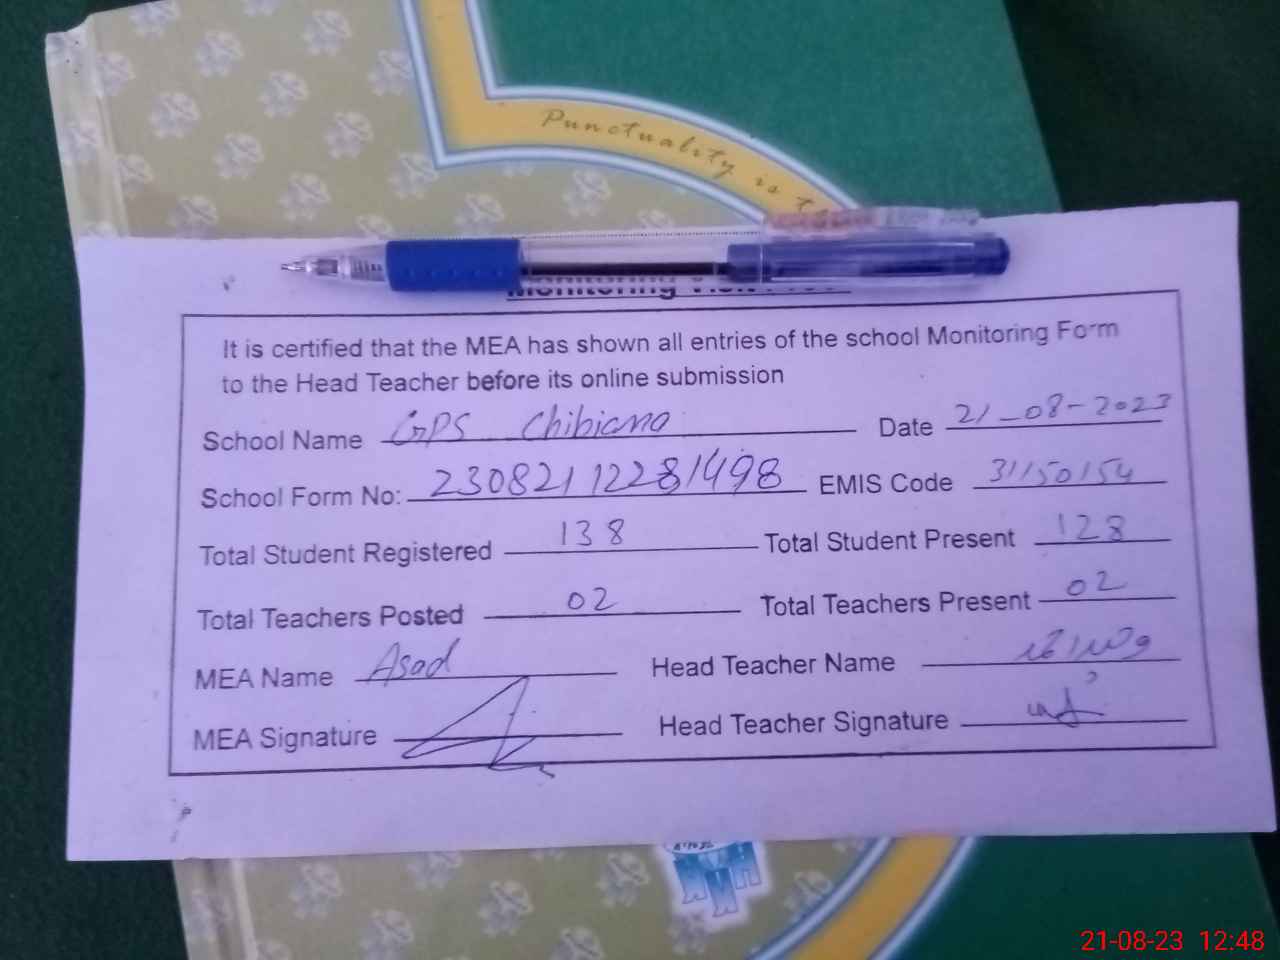 Punctuality is
Monitoring Visit
It is certified that the MEA has shown all entries of the school Monitoring Form
to the Head Teacher before its online submission
School Name GPS Chibiana Date 21-08-2023
School Form No: 23082112281498 EMIS Code 31150154
Total Student Registered 138 Total Student Present 128
Total Teachers Posted 02 Total Teachers Present 02
MEA Name Asad Head Teacher Name
MEA Signature Head Teacher Signature
21-08-23 12:48